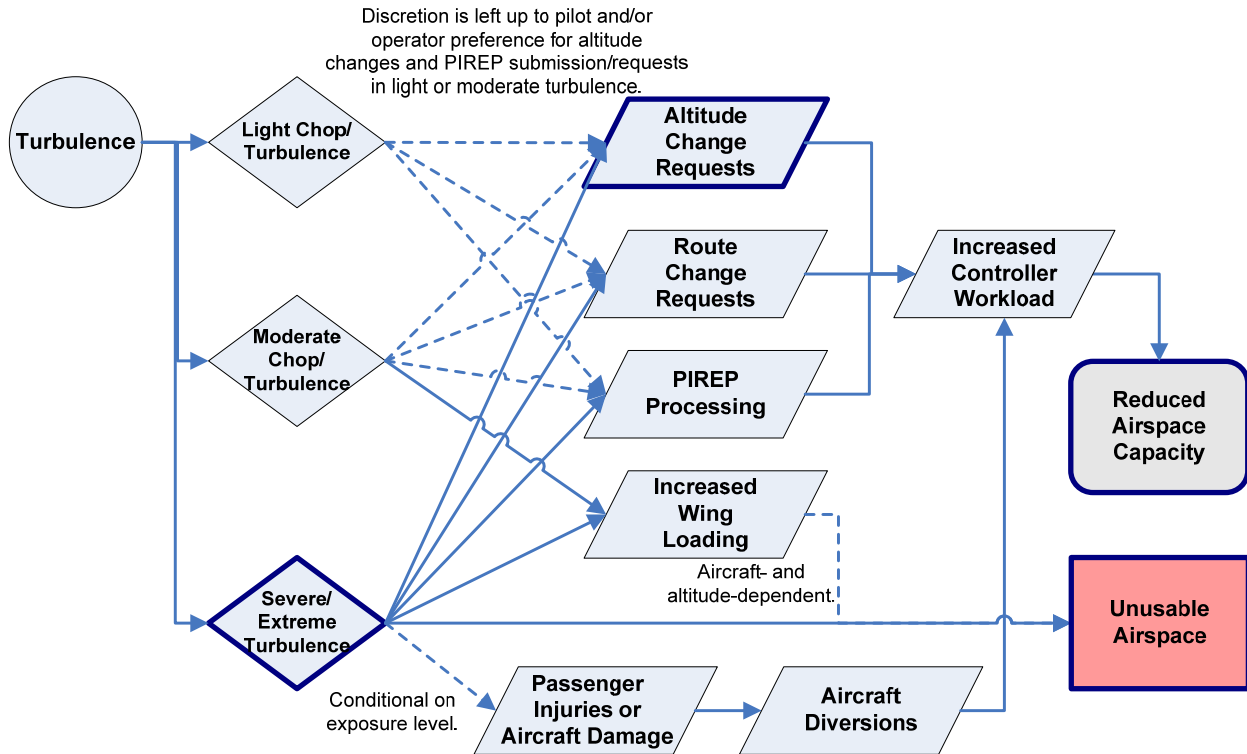 Discretion is left up to pilot and/or
operator preference for altitude
changes and PIREP submission/requests
in light or moderate turbulence.
Turbulence
Light Chop/
Turbulence
Altitude
Change
Requests
Route
Change
Requests
Increased
Controller
Workload
Moderate
Chop/
Turbulence
PIREP
Processing
Reduced
Airspace
Capacity
Increased
Wing
Loading
Aircraft- and
altitude-dependent.
Severe/
Extreme
Turbulence
Unusable
Airspace
Conditional on
exposure level.
Passenger
Injuries or
Aircraft Damage
Aircraft
Diversions